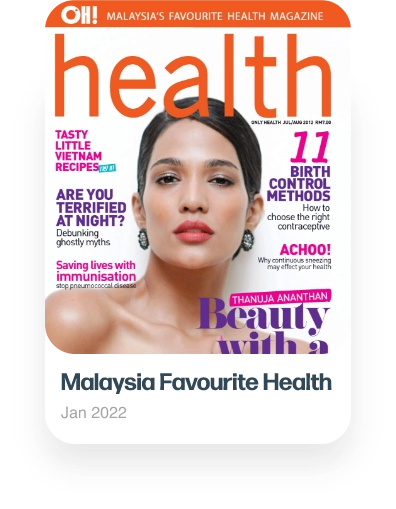 OH! MALAYSIA'S FAVOURITE HEALTH MAGAZINE
health
ONLY HEALTH JUL/AUG 2012 RM7.00
TASTY
LITTLE
VIETNAM
RECIPES
ARE YOU
TERRIFIED
AT NIGHT?
Debunking
ghostly myths
Saving lives with
immunisation
stop pneumococcal disease
11
BIRTH
CONTROL
METHODS
How to
choose the right
contraceptive
ACHOO!
Why continuous sneezing
may effect your health
THANUJA ANANTHAN
Beauty
with a
Malaysia Favourite Health
Jan 2022